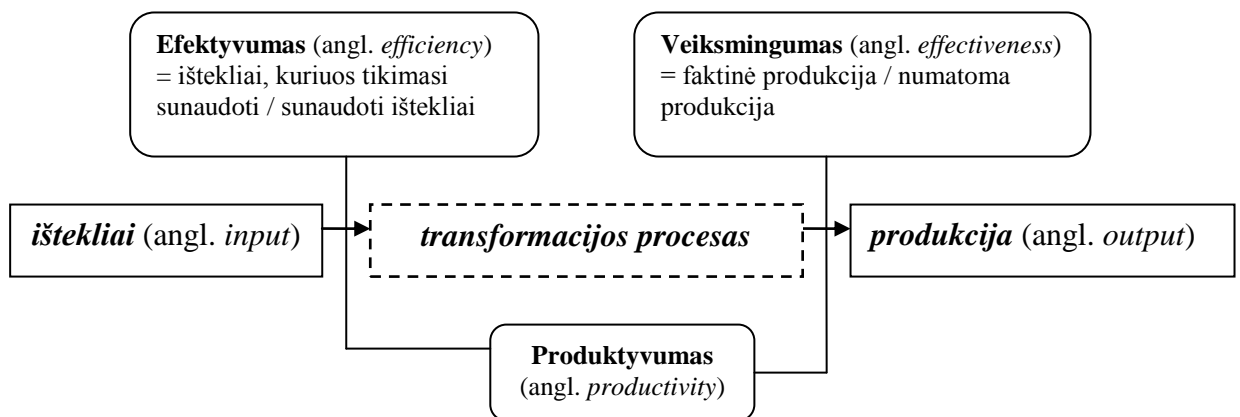 Efektyvumas (angl. efficiency)
= ištekliai, kuriuos tikimasi
sunaudoti / sunaudoti ištekliai
Veiksmingumas (angl. effectiveness)
= faktinė produkcija / numatoma
produkcija
ištekliai (angl. input)
transformacijos procesas
produkcija (angl. output)
Produktyvumas
(angl. productivity)